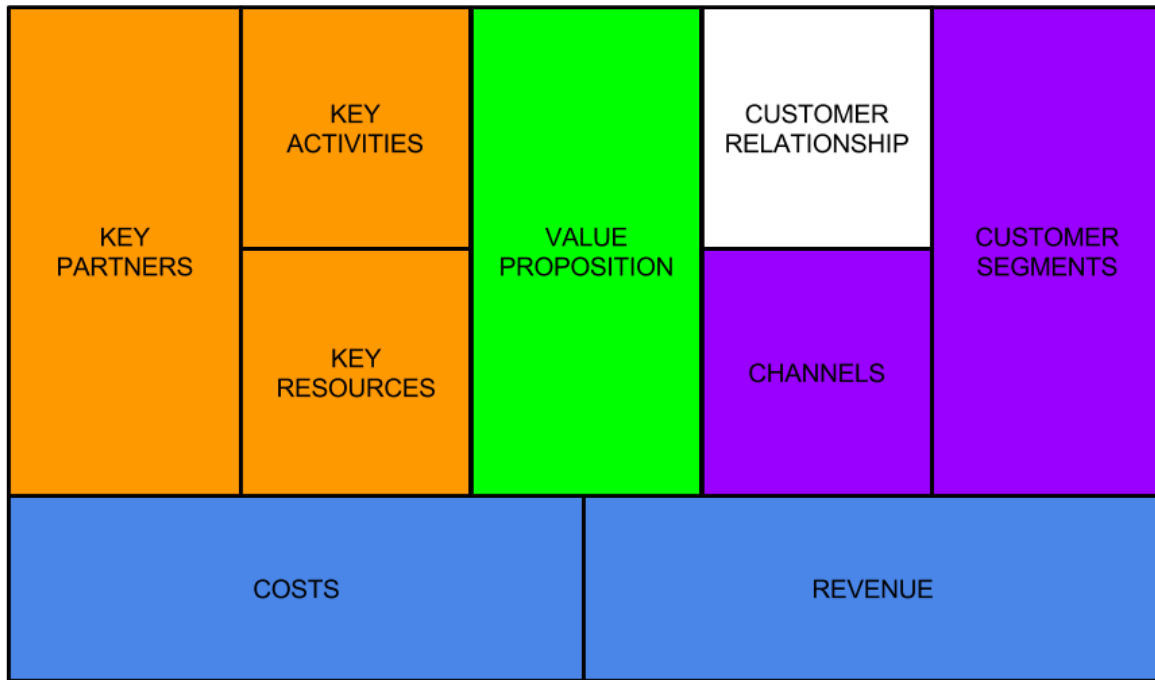 KEY
PARTNERS
KEY
ACTIVITIES
KEY
RESOURCES
VALUE
PROPOSITION
CUSTOMER
RELATIONSHIP
CHANNELS
CUSTOMER
SEGMENTS
COSTS
REVENUE